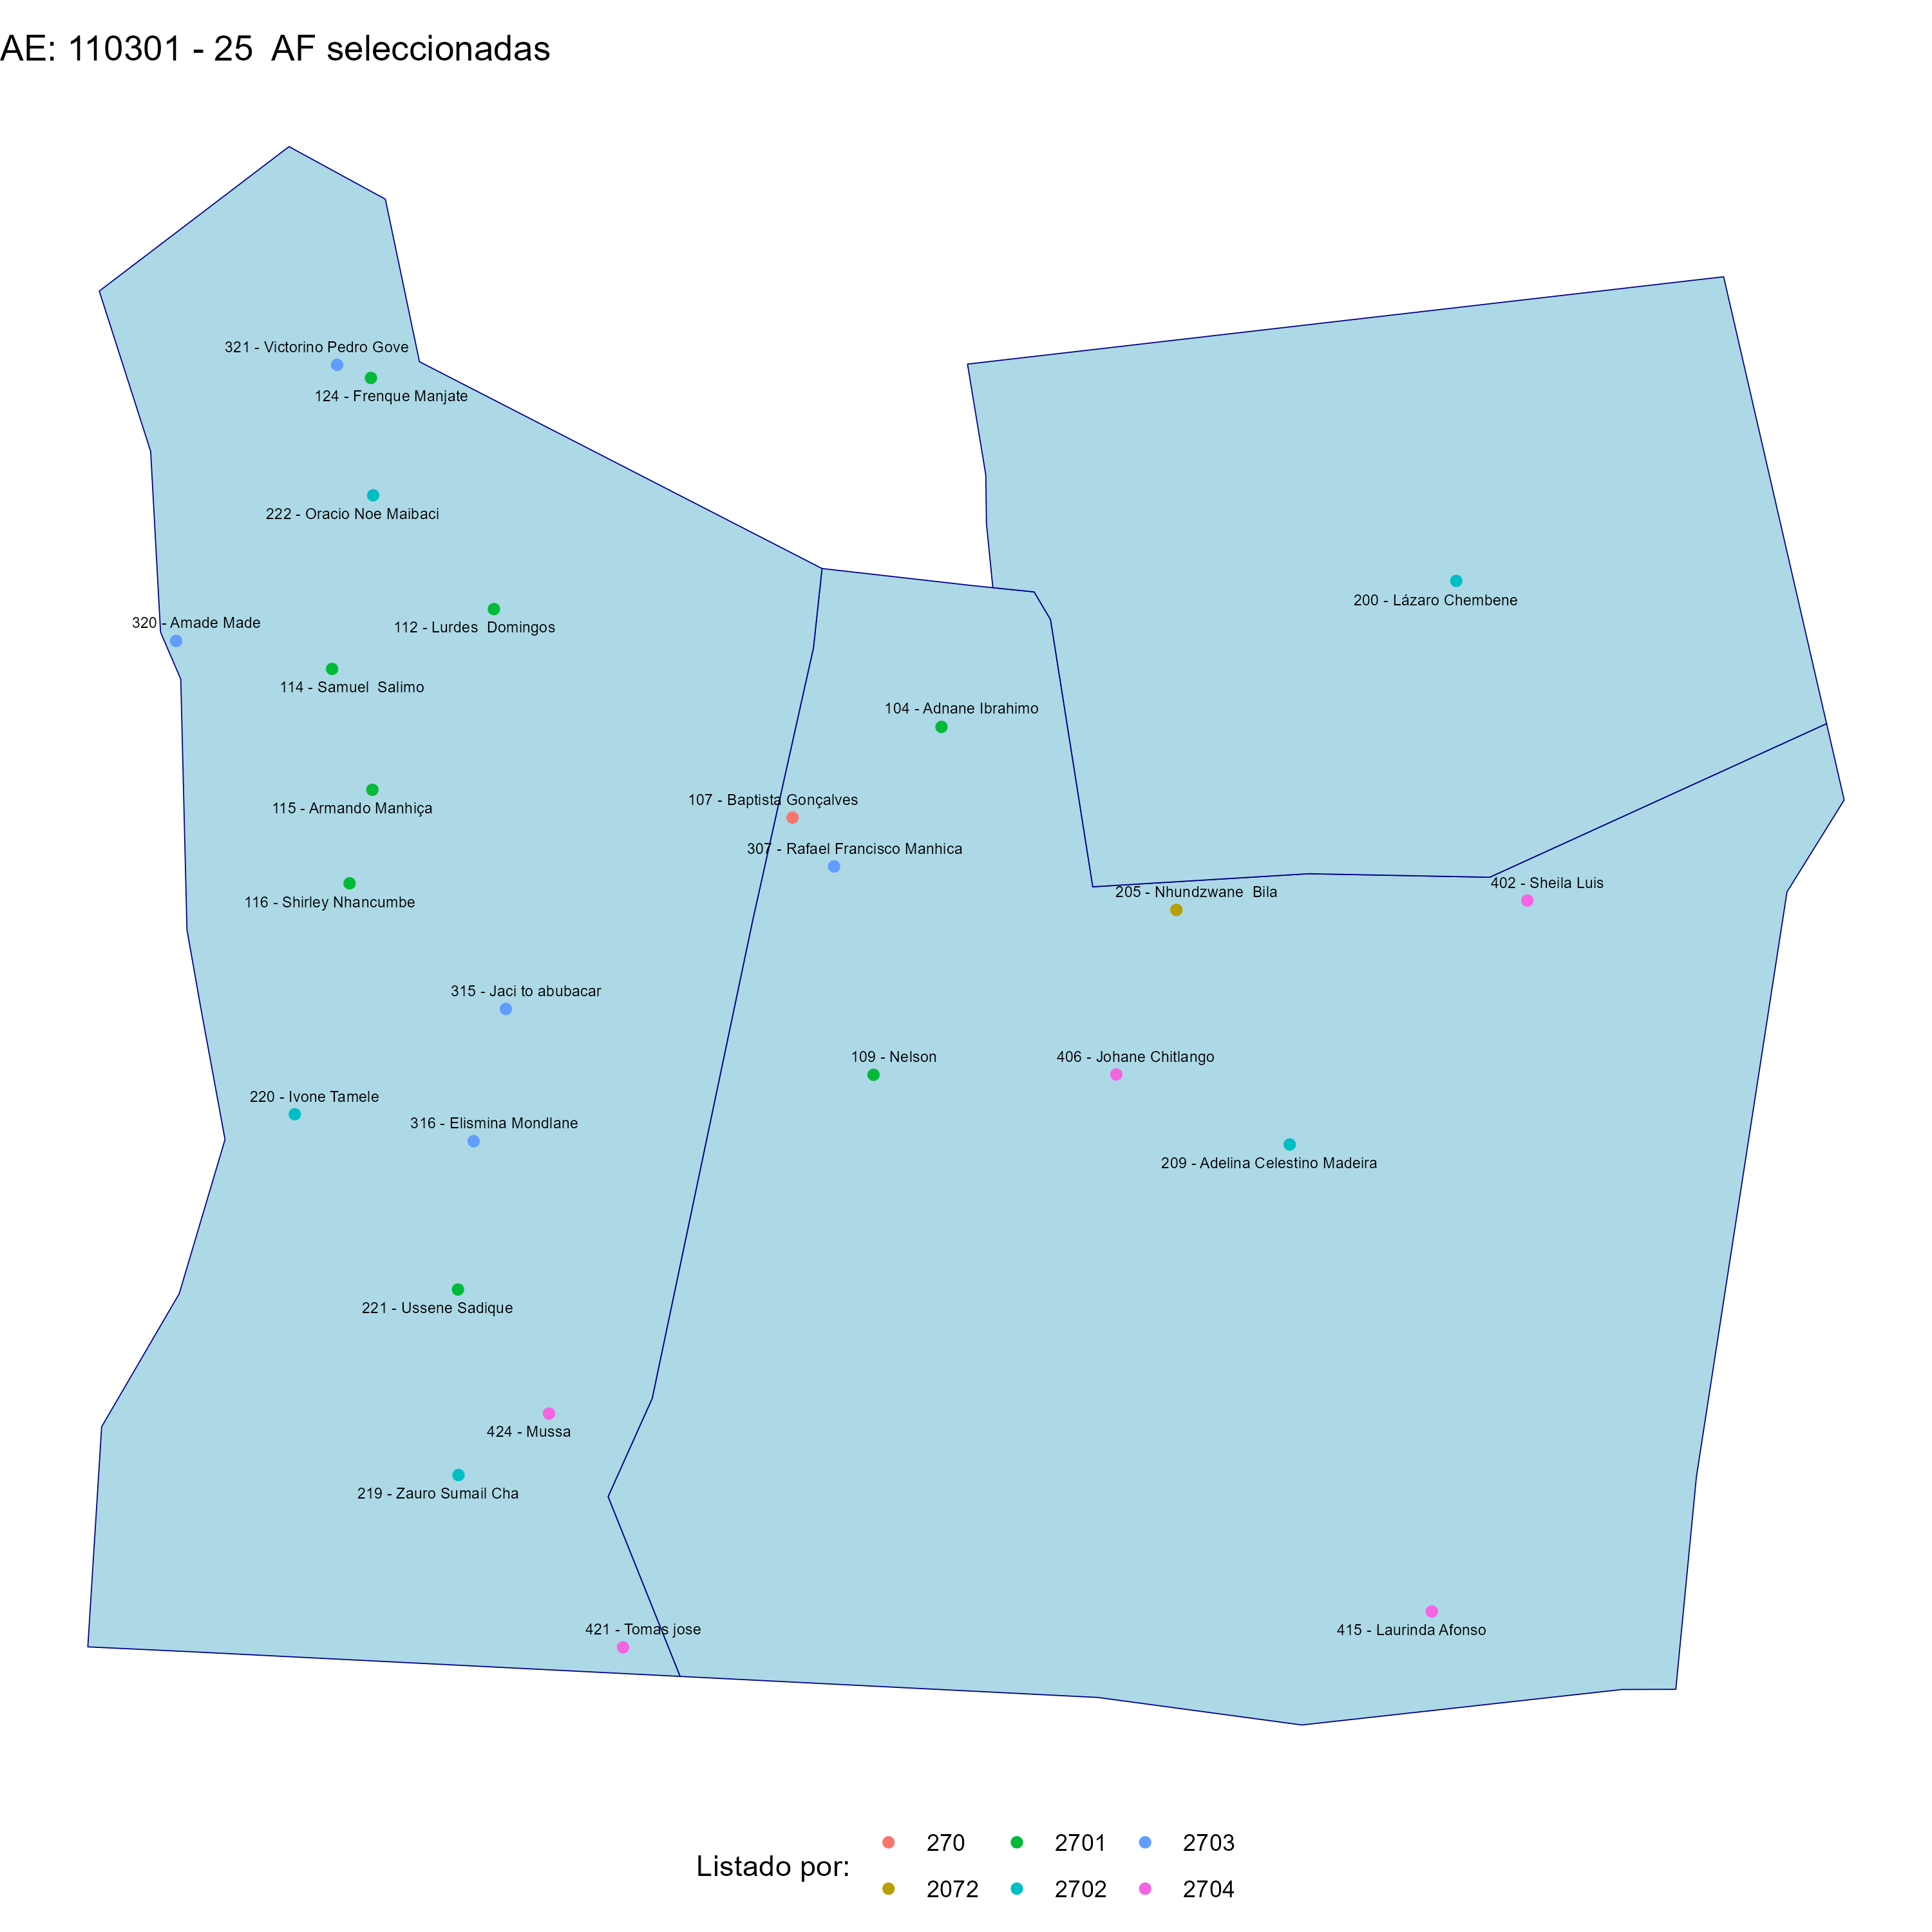 AE: 110301 - 25  AF seleccionadas
321 - Victorino Pedro Gove
124 - Frenque Manjate
222 - Oracio Noe Maibaci
200 - Lázaro Chembene
320 - Amade Made
112 - Lurdes  Domingos
114 - Samuel  Salimo
104 - Adnane Ibrahimo
107 - Baptista Gonçalves
115 - Armando Manhiça
307 - Rafael Francisco Manhica
402 - Sheila Luis
205 - Nhundzwane  Bila
116 - Shirley Nhancumbe
315 - Jaci to abubacar
109 - Nelson
406 - Johane Chitlango
220 - Ivone Tamele
316 - Elismina Mondlane
209 - Adelina Celestino Madeira
221 - Ussene Sadique
424 - Mussa
219 - Zauro Sumail Cha
421 - Tomas jose
415 - Laurinda Afonso
Listado por:
270 2701 2703
2072 2702 2704